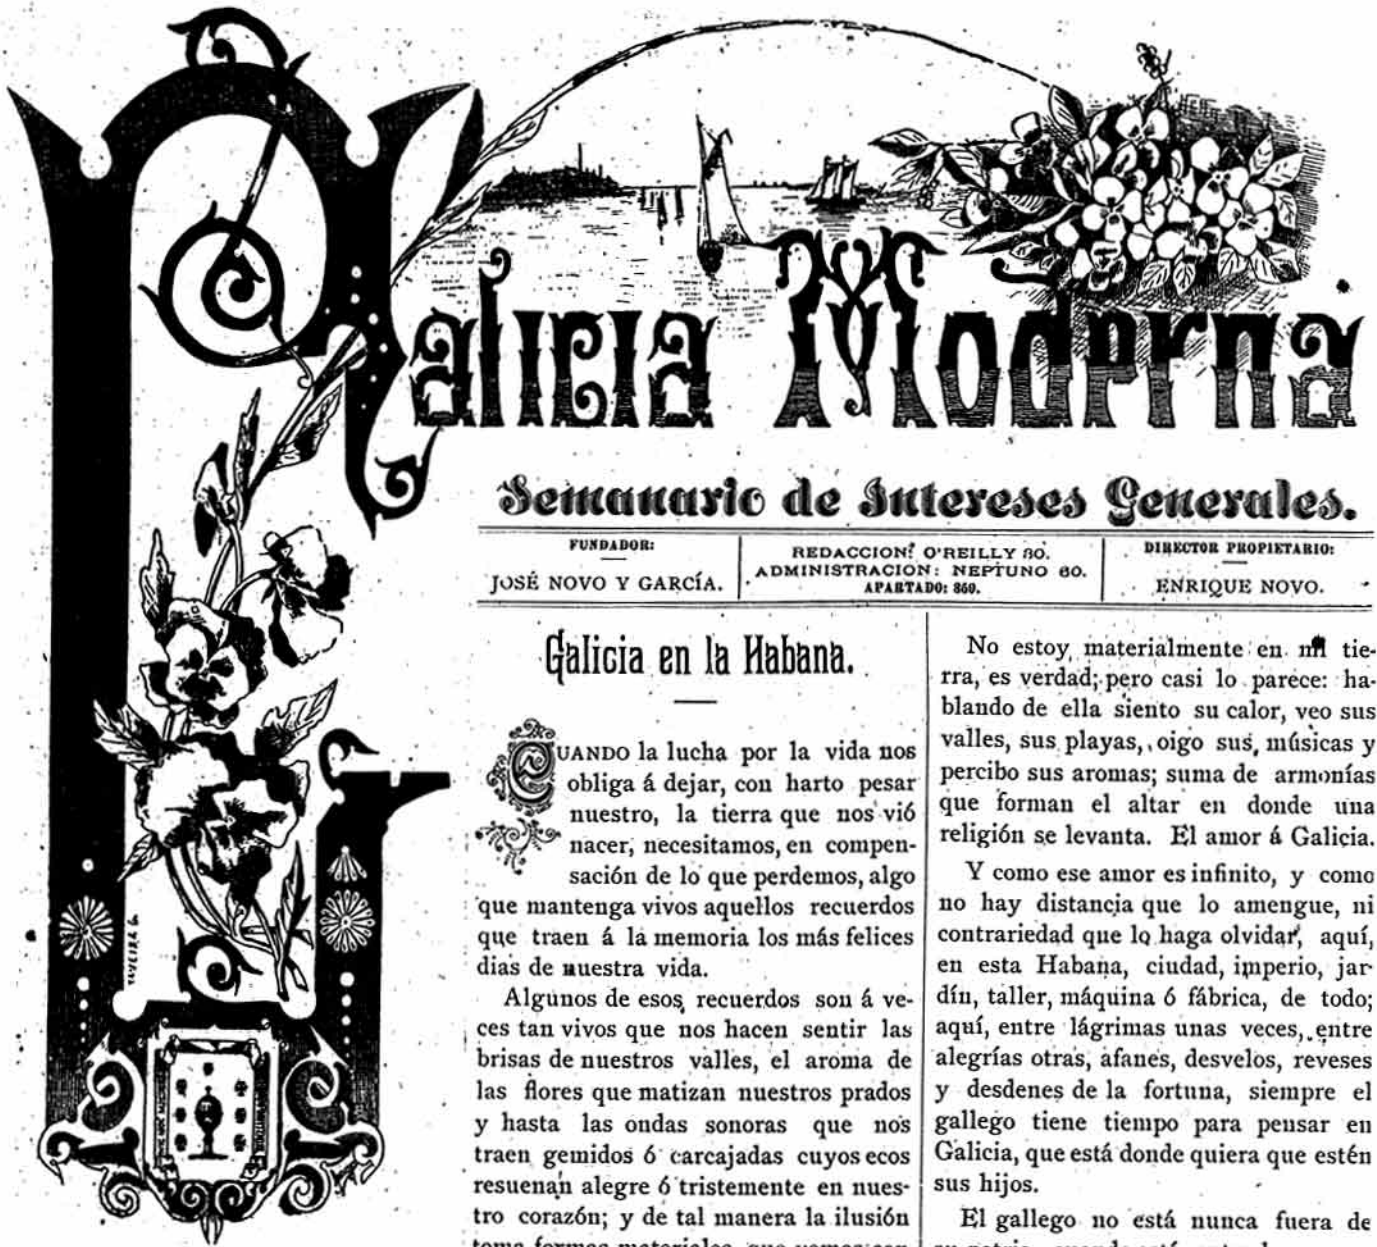 Galicia Moderna
Semanario de Intereses Generales.
FUNDADOR:
JOSÉ NOVO Y GARCÍA.
REDACCION: O'REILLY 80.
ADMINISTRACION: NEPTUNO 60.
APARTADO: 360.
DIRECTOR PROPIETARIO:
ENRIQUE NOVO.
Galicia en la Habana.
CUANDO la lucha por la vida nos
obliga á dejar, con harto pesar
nuestro, la tierra que nos vió
nacer, necesitamos, en compen-
sación de lo que perdemos, algo
que mantenga vivos aquellos recuerdos
que traen á la memoria los más felices
dias de nuestra vida.
Algunos de esos recuerdos son á ve-
ces tan vivos que nos hacen sentir las
brisas de nuestros valles, el aroma de
las flores que matizan nuestros prados
y hasta las ondas sonoras que nos
traen gemidos ó carcajadas cuyos ecos
resuenan alegre ó tristemente en nues-
tro corazón; y de tal manera la ilusión
No estoy materialmente en mi tie-
rra, es verdad; pero casi lo parece: ha-
blando de ella siento su calor, veo sus
valles, sus playas, oigo sus músicas y
percibo sus aromas; suma de armonías
que forman el altar en donde una
religión se levanta. El amor á Galicia.
Y como ese amor es infinito, y como
no hay distancia que lo amengue, ni
contrariedad que lo haga olvidar, aquí,
en esta Habana, ciudad, imperio, jar-
dín, taller, máquina ó fábrica, de todo;
aquí, entre lágrimas unas veces, entre
alegrías otras, afanes, desvelos, reveses
y desdenes de la fortuna, siempre el
gallego tiene tiempo para pensar en
Galicia, que está donde quiera que estén
sus hijos.
El gallego no está nunca fuera de